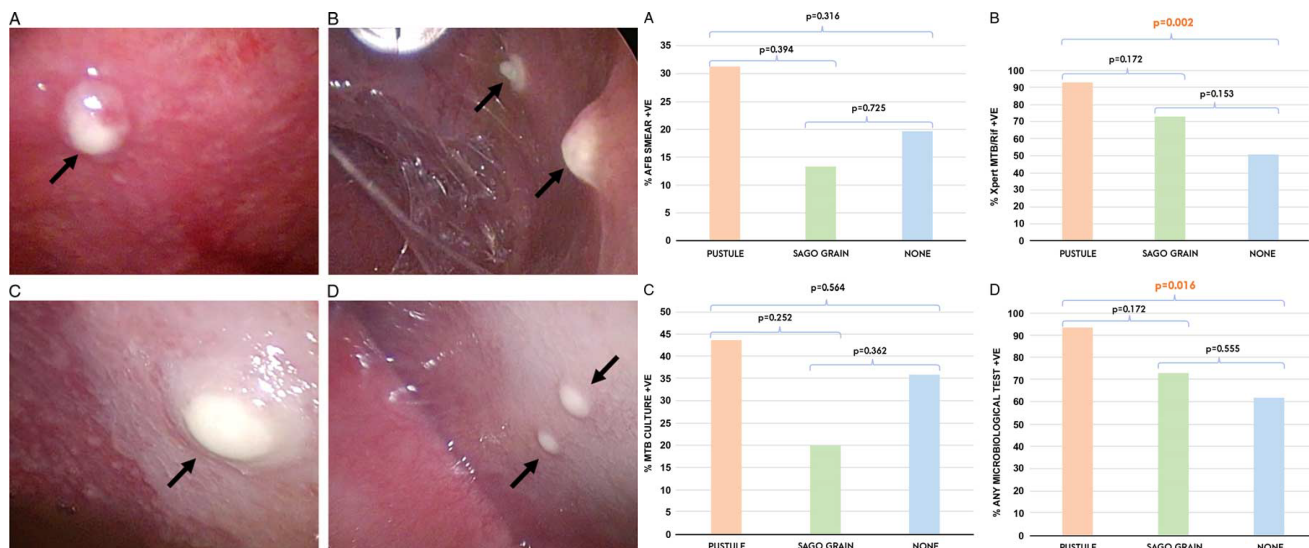 A
B
C
D
A
p=0.316
p=0.394
p=0.725
% AFB SMEAR +VE
35
30
25
20
15
10
5
0
PUSTULE SAGO GRAIN NONE
B
p=0.002
p=0.172
p=0.153
% Xpert MTB/Rif +VE
100
90
80
70
60
50
40
30
20
10
0
PUSTULE SAGO GRAIN NONE
C
p=0.564
p=0.252
p=0.362
% MTB CULTURE +VE
50
45
40
35
30
25
20
15
10
5
0
PUSTULE SAGO GRAIN NONE
D
p=0.016
p=0.172
p=0.555
% ANY MICROBIOLOGICAL TEST +VE
100
90
80
70
60
50
40
30
20
10
0
PUSTULE SAGO GRAIN NONE